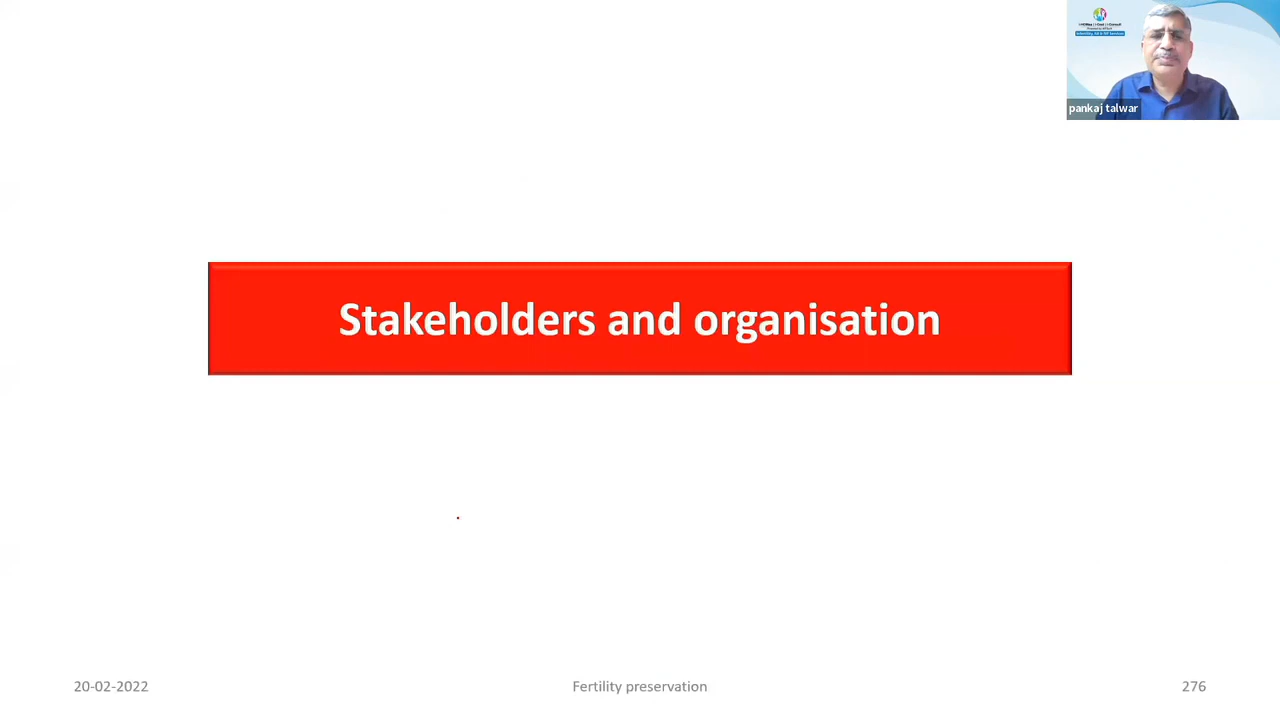 pankaj talwar
Stakeholders and organisation
20-02-2022
Fertility preservation
276